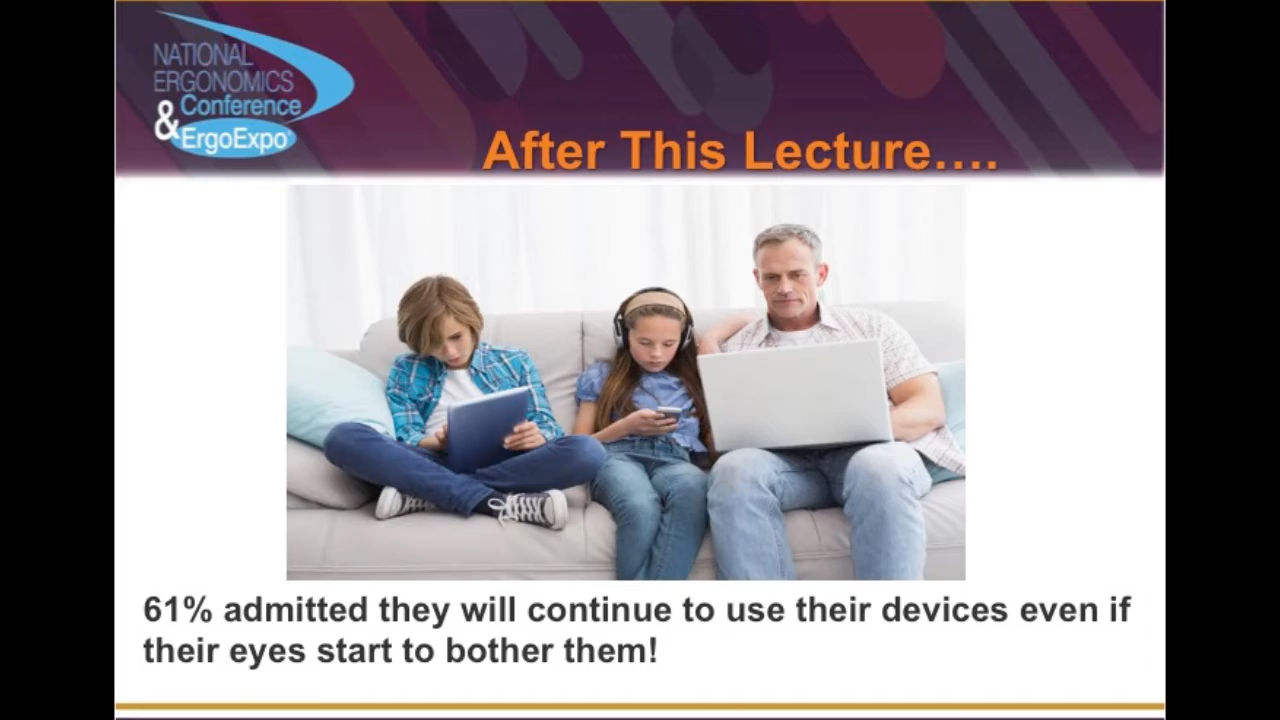 NATIONAL
ERGONOMICS
& Conference
ErgoExpo®
After This Lecture….
61% admitted they will continue to use their devices even if
their eyes start to bother them!